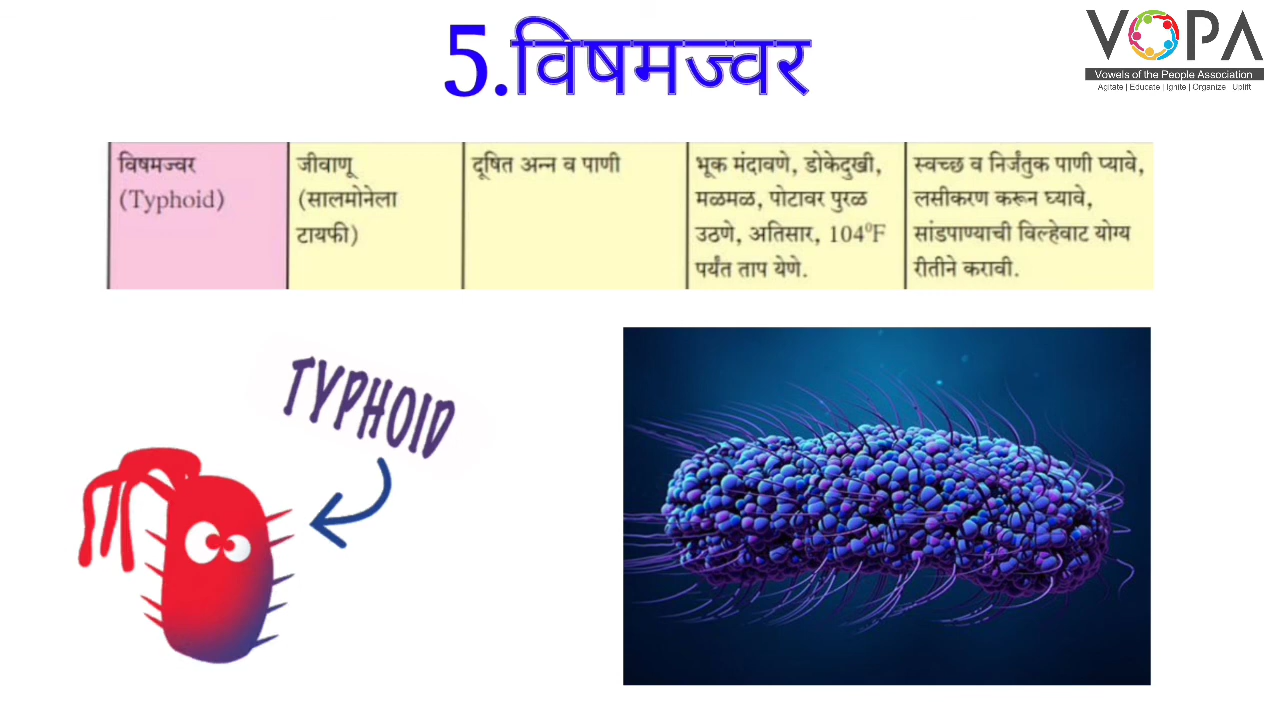 5.विषमज्वर
VOPA
Vowels of the People Association
Agitate | Educate | Ignite | Organize | Uplift
विषमज्वर
(Typhoid)
जीवाणू
(सालमोनेला
टायफी)
दूषित अन्न व पाणी
भूक मंदावणे, डोकेदुखी,
मळमळ, पोटावर पुरळ
उठणे, अतिसार, 104⁰F
पर्यंत ताप येणे.
स्वच्छ व निर्जंतुक पाणी प्यावे,
लसीकरण करून घ्यावे,
सांडपाण्याची विल्हेवाट योग्य
रीतीने करावी.
TYPHOID